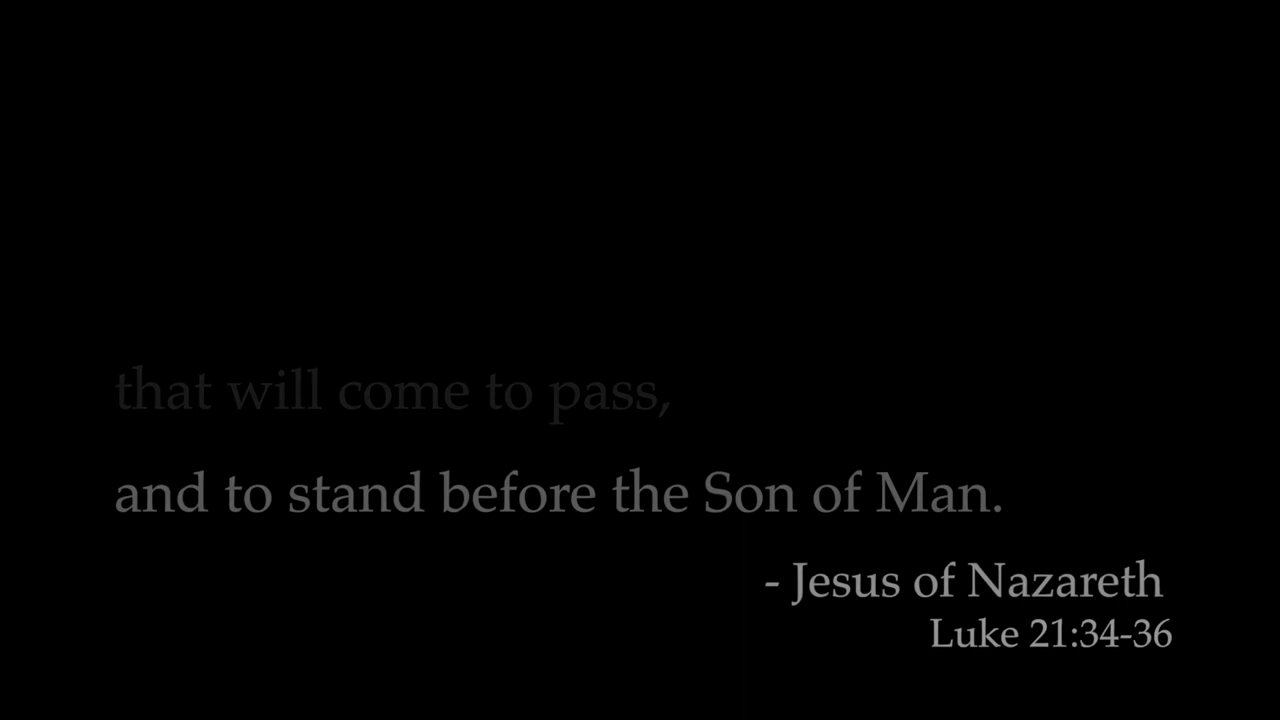 that will come to pass,
and to stand before the Son of Man.
- Jesus of Nazareth
Luke 21:34-36